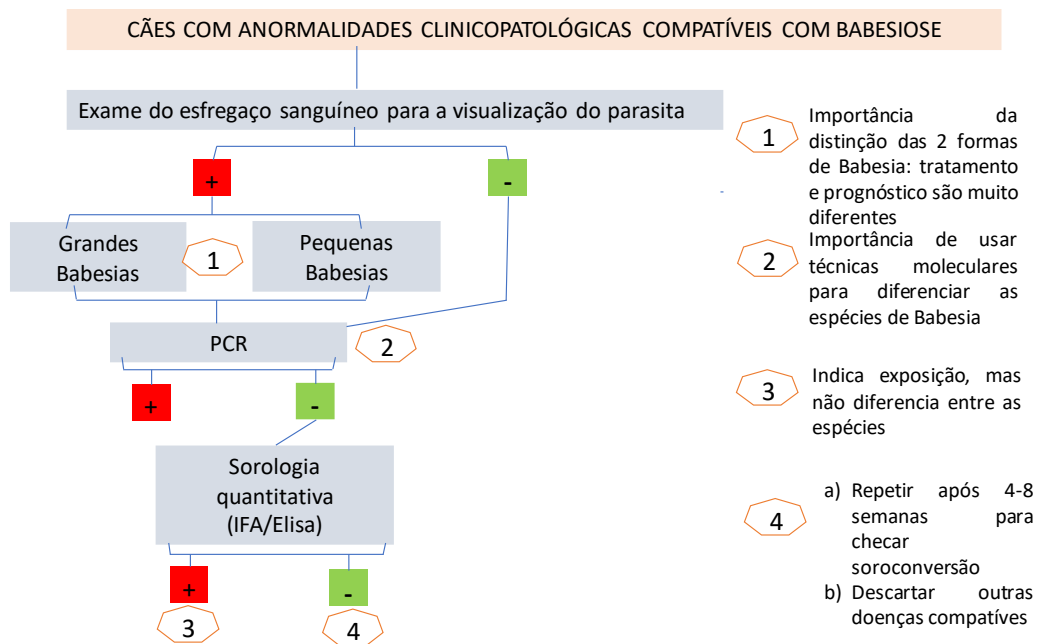 CÃES COM ANORMALIDADES CLINICOPATOLÓGICAS COMPATÍVEIS COM BABESIOSE
Exame do esfregaço sanguíneo para a visualização do parasita
+
-
Grandes
Babesias
1
Pequenas
Babesias
PCR
2
+
-
Sorologia
quantitativa
(IFA/Elisa)
+
-
3
4
1
Importância da
distinção das 2 formas
de Babesia: tratamento
e prognóstico são muito
diferentes
2
Importância de usar
técnicas moleculares
para diferenciar as
espécies de Babesia
3
Indica exposição, mas
não diferencia entre as
espécies
4
a) Repetir após 4-8
semanas para
checar
soroconversão
b) Descartar outras
doenças compatíves